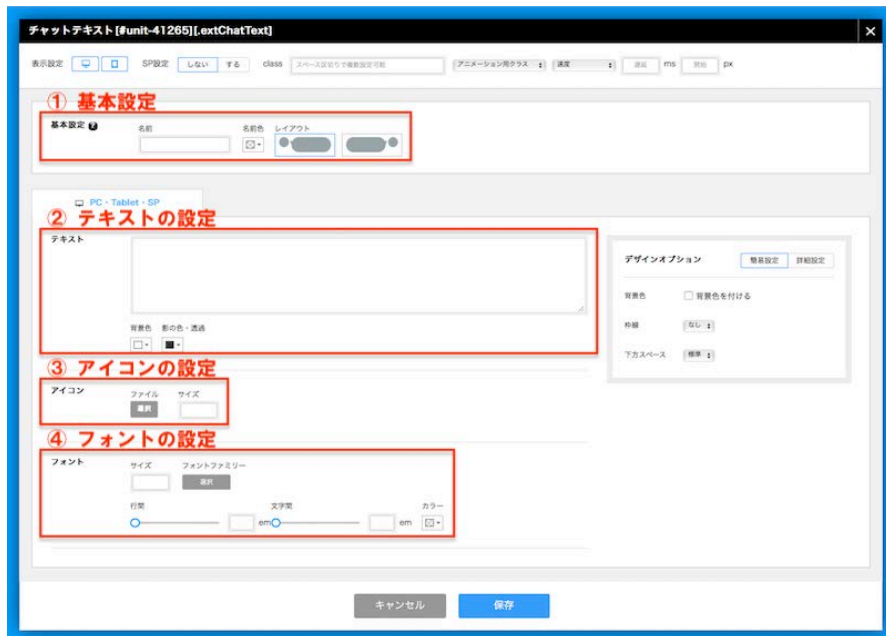 チャットテキスト[#unit-41265][.extChatText]
表示設定 SP設定 しない する class スペース区切りで複数設定可能 アニメーション用クラス 速度 遅延 ms 開始 px
① 基本設定
基本設定 名前 名前色 レイアウト
PC・Tablet・SP
② テキストの設定
テキスト
デザインオプション 簡易設定 詳細設定
背景色 背景色を付ける
背景色 影の色・透過
枠線 なし
下方スペース 標準
③ アイコンの設定
アイコン ファイル サイズ
選択
④ フォントの設定
フォント サイズ フォントファミリー
選択
行間 文字間 カラー
em em
キャンセル 保存